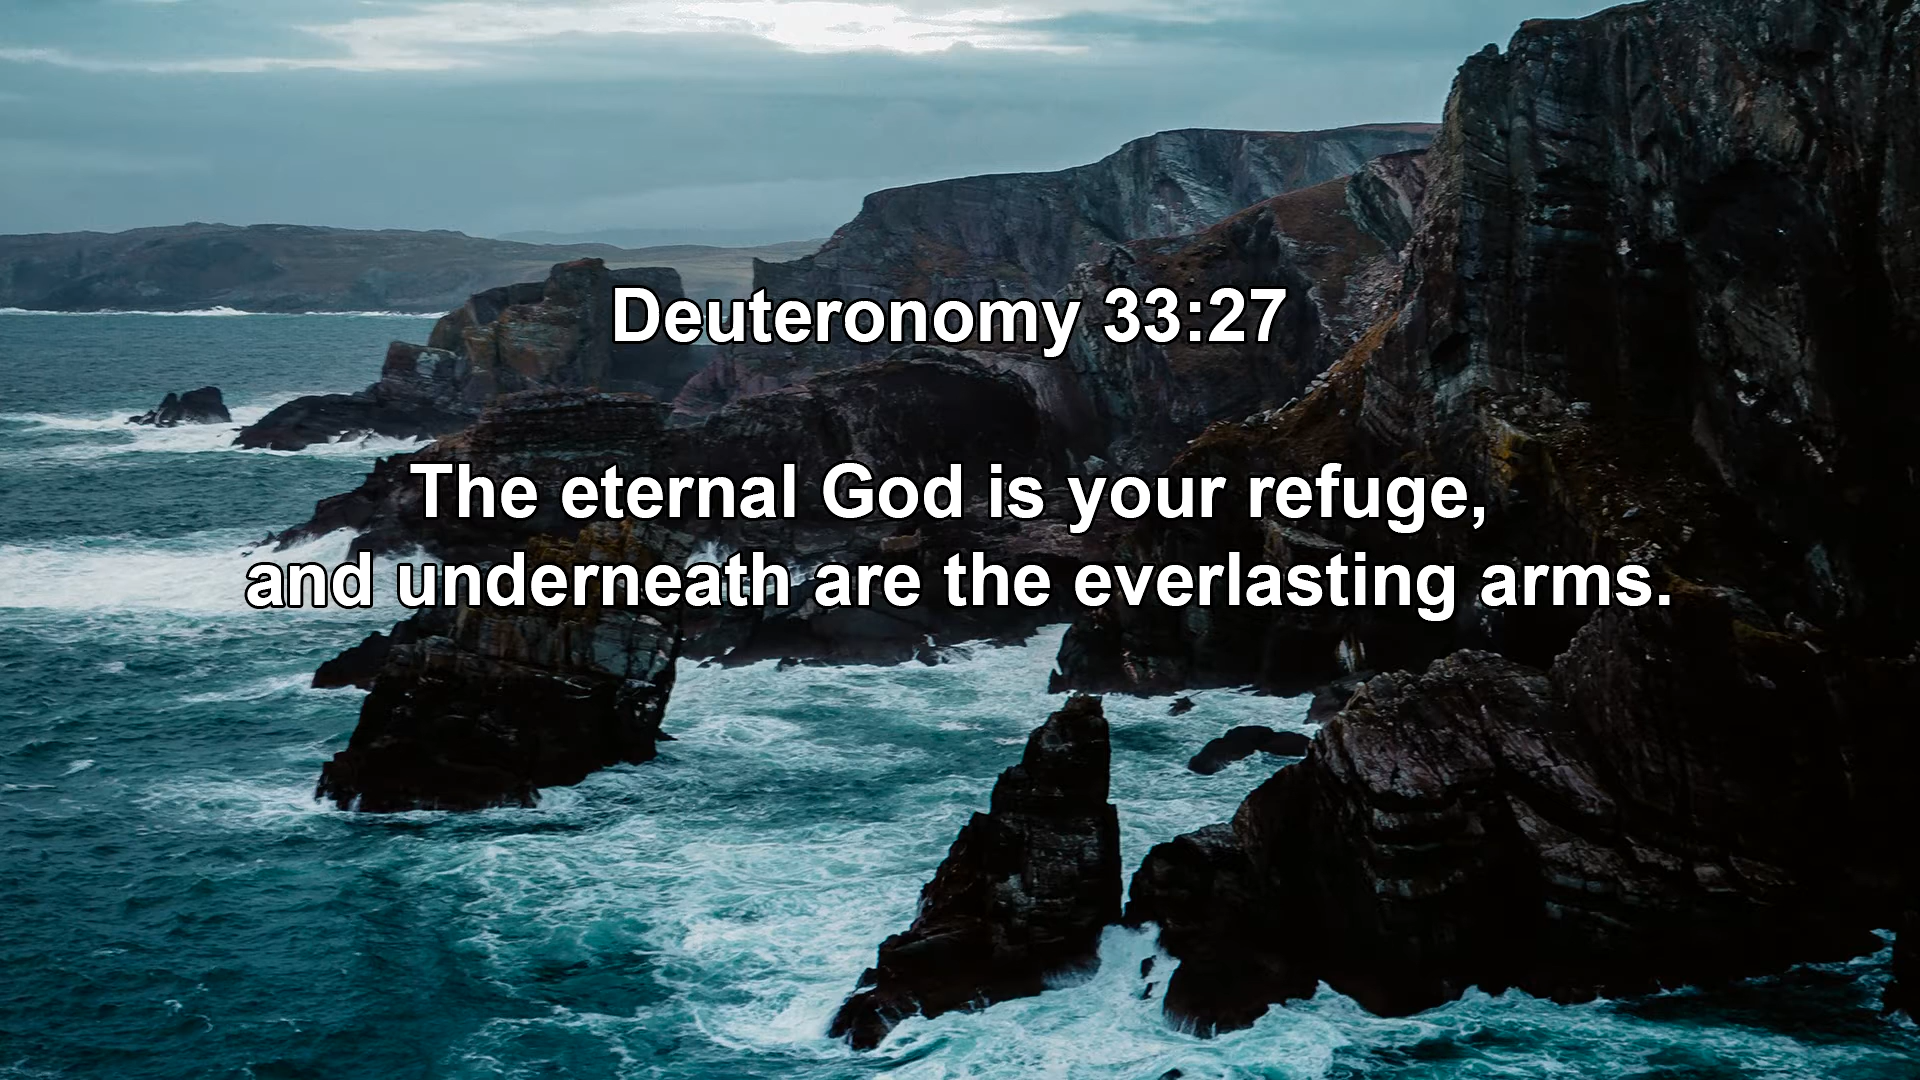 Deuteronomy 33:27
The eternal God is your refuge,
and underneath are the everlasting arms.